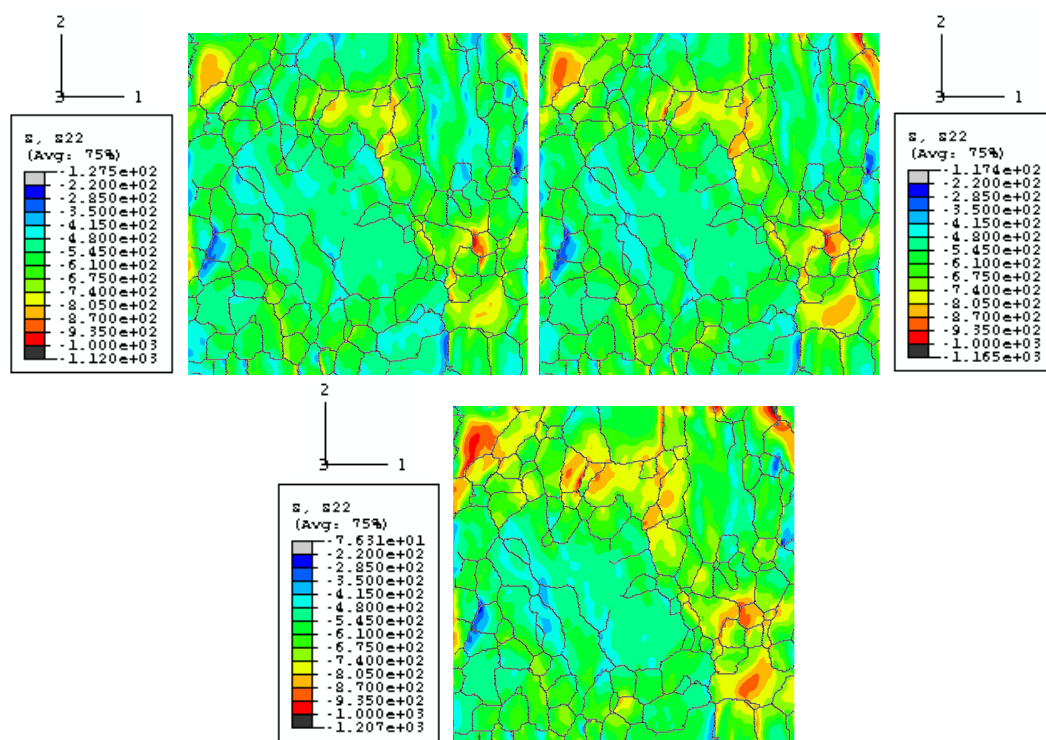 2
3 1
s, s22
(Avg: 75%)
-1.275e+02
-2.200e+02
-2.850e+02
-3.500e+02
-4.150e+02
-4.800e+02
-5.450e+02
-6.100e+02
-6.750e+02
-7.400e+02
-8.050e+02
-8.700e+02
-9.350e+02
-1.000e+03
-1.120e+03
2
3 1
s, s22
(Avg: 75%)
-1.174e+02
-2.200e+02
-2.850e+02
-3.500e+02
-4.150e+02
-4.800e+02
-5.450e+02
-6.100e+02
-6.750e+02
-7.400e+02
-8.050e+02
-8.700e+02
-9.350e+02
-1.000e+03
-1.165e+03
2
3 1
s, s22
(Avg: 75%)
-7.631e+01
-2.200e+02
-2.850e+02
-3.500e+02
-4.150e+02
-4.800e+02
-5.450e+02
-6.100e+02
-6.750e+02
-7.400e+02
-8.050e+02
-8.700e+02
-9.350e+02
-1.000e+03
-1.207e+03